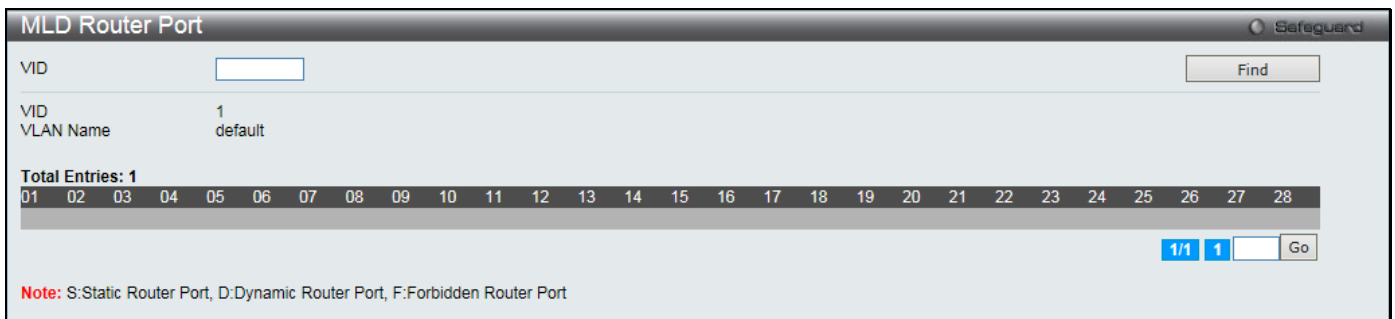 MLD Router Port Safeguard
VID Find
VID 1
VLAN Name default
Total Entries: 1
01 02 03 04 05 06 07 08 09 10 11 12 13 14 15 16 17 18 19 20 21 22 23 24 25 26 27 28
1/1 1 Go
Note: S:Static Router Port, D:Dynamic Router Port, F:Forbidden Router Port